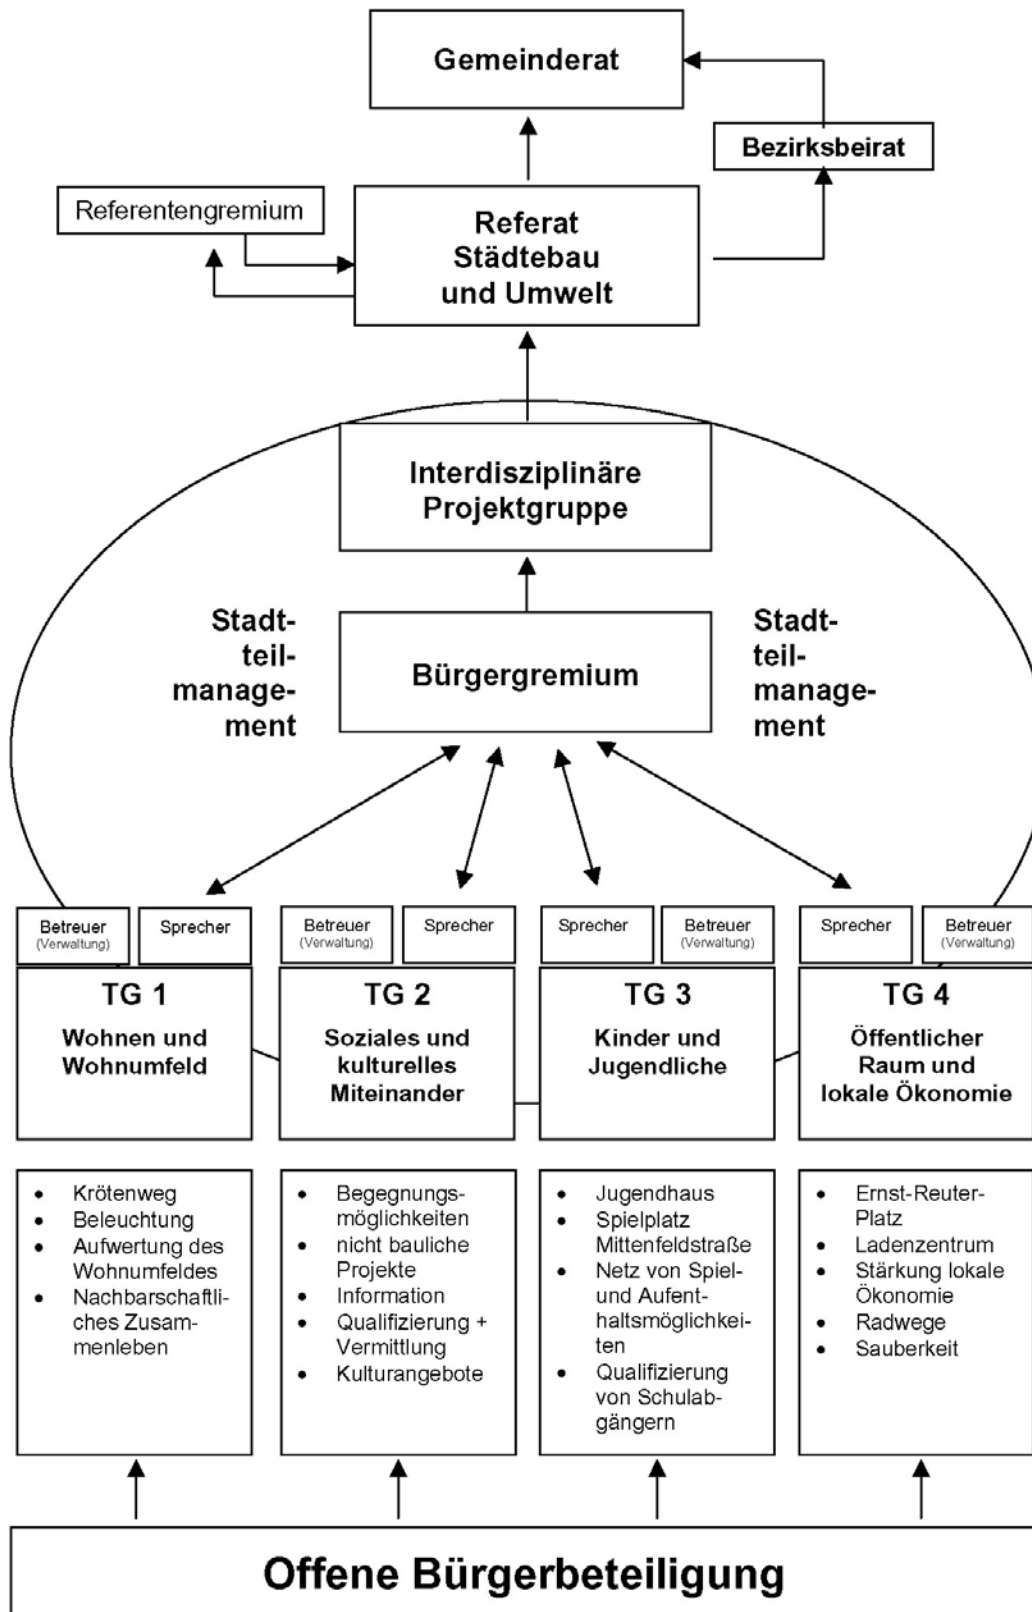 Gemeinderat
Bezirksbeirat
Referentengremium
Referat
Städtebau
und Umwelt
Interdisziplinäre
Projektgruppe
Stadt-
teil-
manage-
ment
Bürgergremium
Stadt-
teil-
manage-
ment
Betreuer
(Verwaltung)
Sprecher
TG 1
Wohnen und
Wohnumfeld
Betreuer
(Verwaltung)
Sprecher
TG 2
Soziales und
kulturelles
Miteinander
Sprecher
Betreuer
(Verwaltung)
TG 3
Kinder und
Jugendliche
Sprecher
Betreuer
(Verwaltung)
TG 4
Öffentlicher
Raum und
lokale Ökonomie
• Krötenweg
• Beleuchtung
• Aufwertung des
Wohnumfeldes
• Nachbarschaftli-
ches Zusam-
menleben
• Begegnungs-
möglichkeiten
• nicht bauliche
Projekte
• Information
• Qualifizierung +
Vermittlung
• Kulturangebote
• Jugendhaus
• Spielplatz
Mittenfeldstraße
• Netz von Spiel-
und Aufent-
haltsmöglichkei-
ten
• Qualifizierung
von Schulab-
gängern
• Ernst-Reuter-
Platz
• Ladenzentrum
• Stärkung lokale
Ökonomie
• Radwege
• Sauberkeit
Offene Bürgerbeteiligung